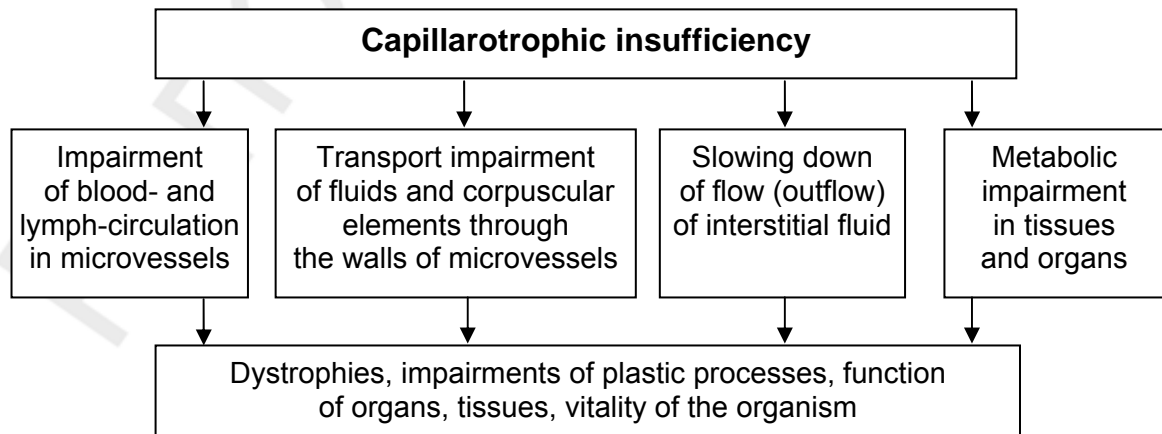 Capillarotrophic insufficiency
Impairment
of blood- and
lymph-circulation
in microvessels
Transport impairment
of fluids and corpuscular
elements through
the walls of microvessels
Slowing down
of flow (outflow)
of interstitial fluid
Metabolic
impairment
in tissues
and organs
Dystrophies, impairments of plastic processes, function
of organs, tissues, vitality of the organism